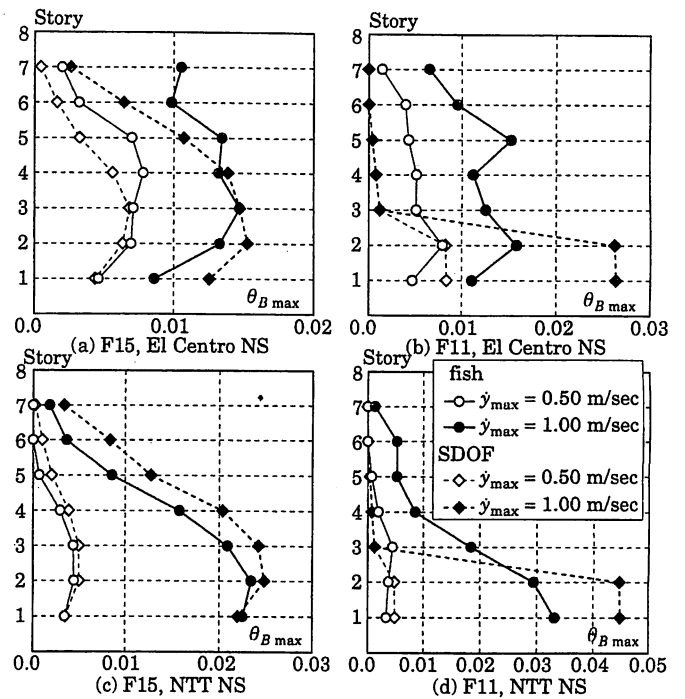 Story
8
7
6
5
4
3
2
1
θB max
0.0
0.01
0.02
(a) F15, El Centro NS
Story
8
7
6
5
4
3
2
1
θB max
0.0
0.01
0.02
0.03
(b) F11, El Centro NS
Story
8
7
6
5
4
3
2
1
θB max
0.0
0.01
0.02
0.03
(c) F15, NTT NS
Story
8
7
6
5
4
3
2
1
fish
ẏmax = 0.50 m/sec
ẏmax = 1.00 m/sec
SDOF
ẏmax = 0.50 m/sec
ẏmax = 1.00 m/sec
θB max
0.0
0.01
0.02
0.03
0.04
0.05
(d) F11, NTT NS